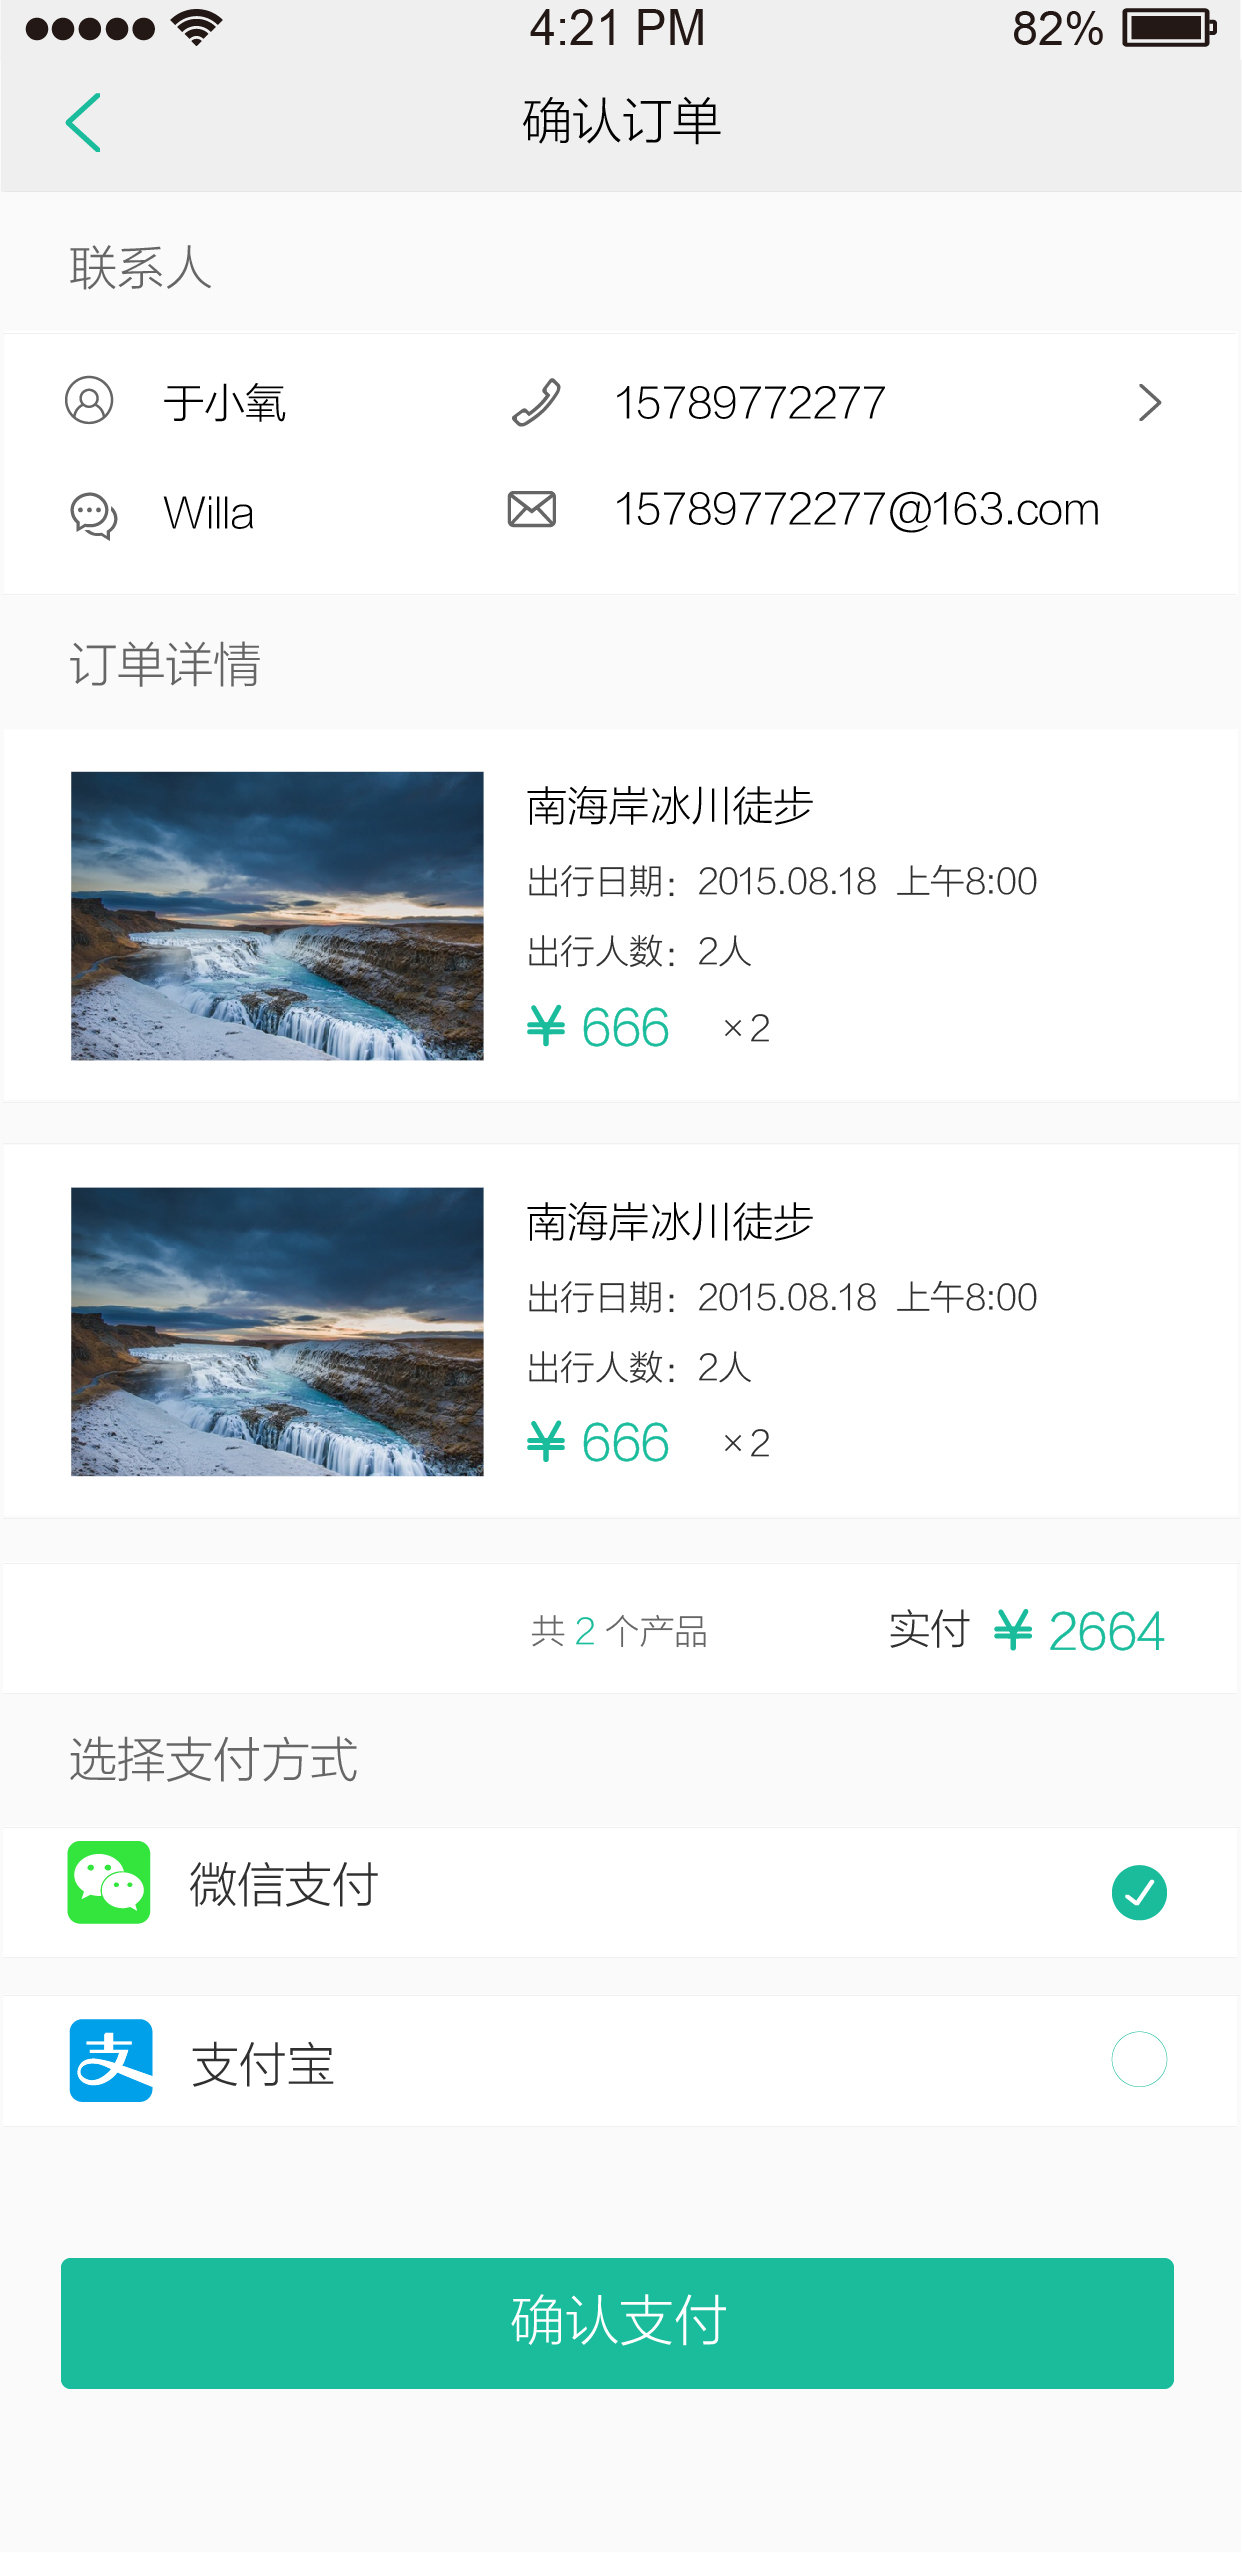 4:21 PM 82%
确认订单
联系人
于小氧 15789772277
Willa 15789772277@163.com
订单详情
南海岸冰川徒步
出行日期：2015.08.18 上午8:00
出行人数：2人
¥ 666 ×2
南海岸冰川徒步
出行日期：2015.08.18 上午8:00
出行人数：2人
¥ 666 ×2
共 2 个产品 实付 ¥ 2664
选择支付方式
微信支付
支 支付宝
确认支付